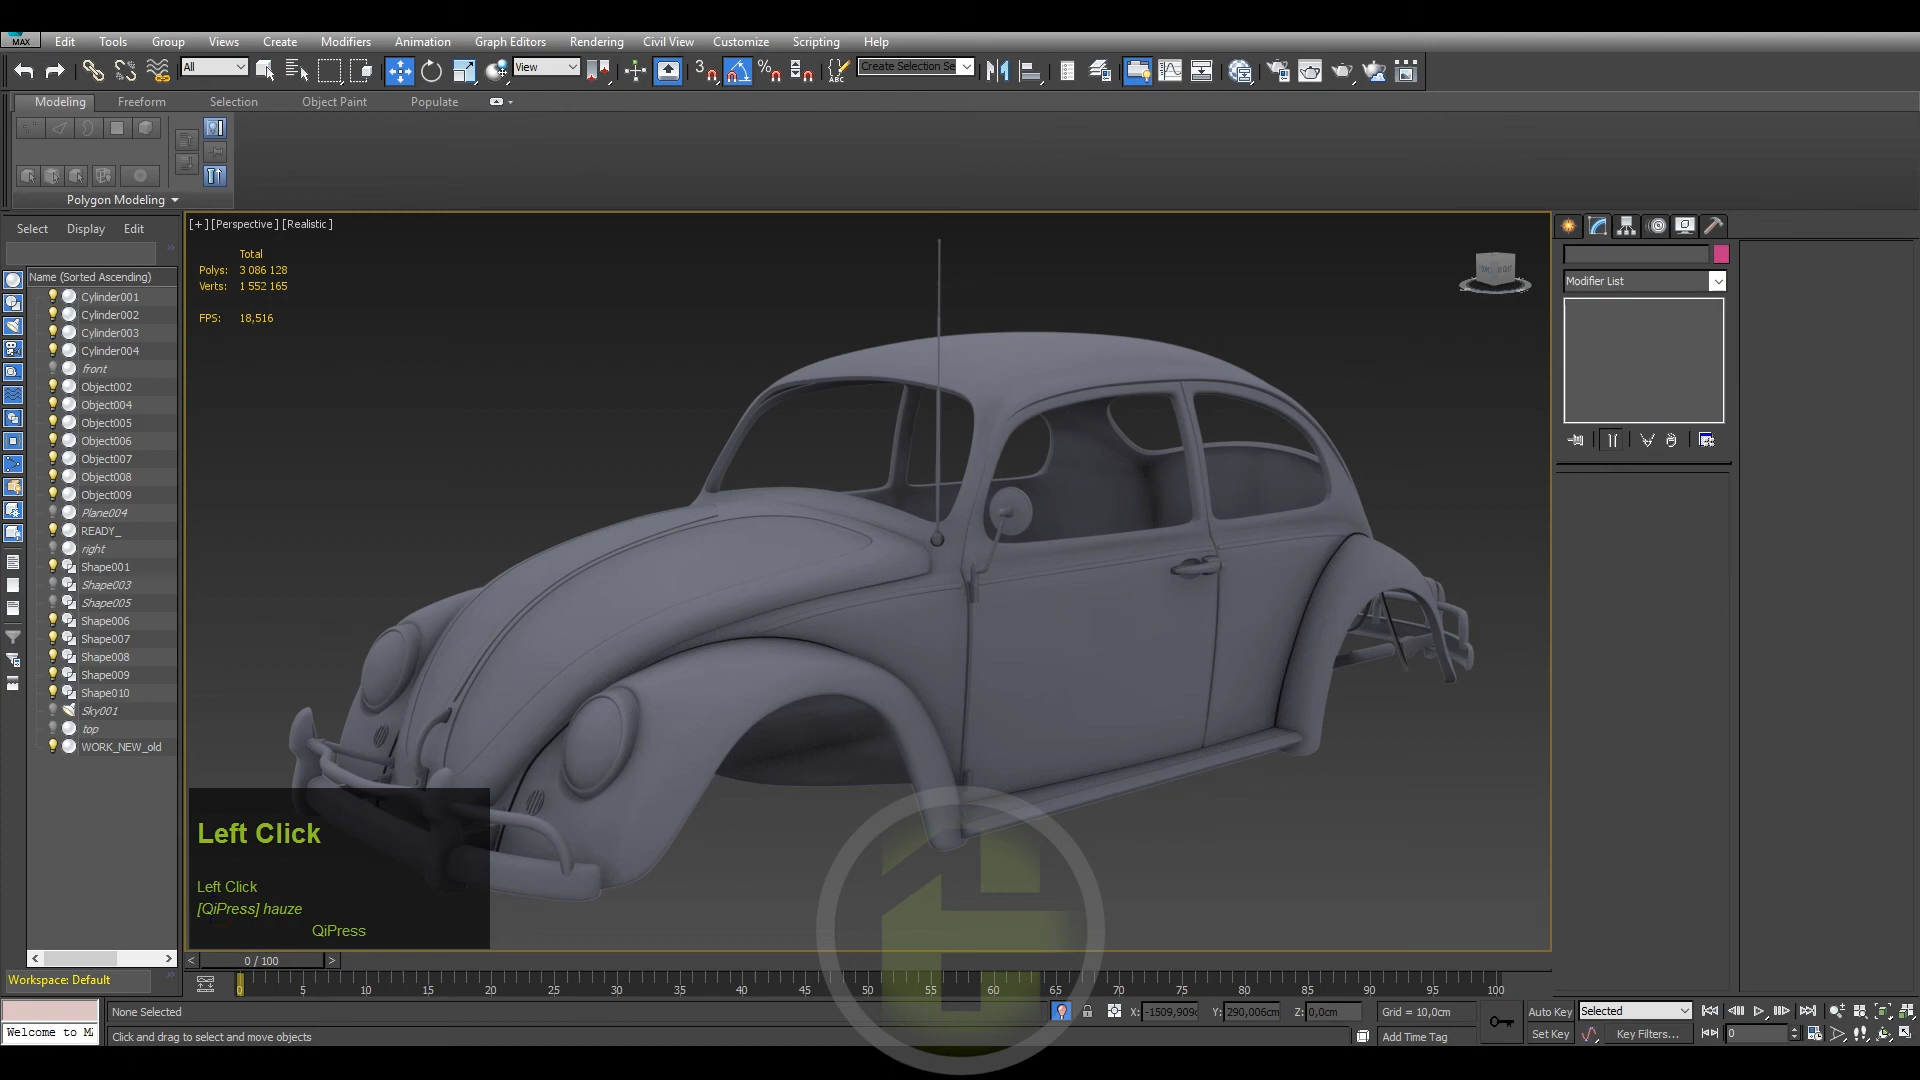 MAX
Edit Tools Group Views Create Modifiers Animation Graph Editors Rendering Civil View Customize Scripting Help
All
View
3
%
ABC
Create Selection Se
Modeling Freeform Selection Object Paint Populate
Polygon Modeling
Select Display Edit
[+] [Perspective] [Realistic]
Total
Polys: 3 086 128
Verts: 1 552 165
FPS: 18,516
Modifier List
Name (Sorted Ascending)
Cylinder001
Cylinder002
Cylinder003
Cylinder004
front
Object002
Object004
Object005
Object006
Object007
Object008
Object009
Plane004
READY_
right
Shape001
Shape003
Shape005
Shape006
Shape007
Shape008
Shape009
Shape010
Sky001
top
WORK_NEW_old
Left Click
Left Click
[QiPress] hauze
QiPress
< 0 / 100 >
Workspace: Default
0 5 10 15 20 25 30 35 40 45 50 55 60 65 70 75 80 85 90 95 100
None Selected
X: -1509,909c Y: 290,006cm Z: 0,0cm
Grid = 10,0cm
Auto Key
Selected
Welcome to MA
Click and drag to select and move objects
Add Time Tag
Set Key
Key Filters...
0